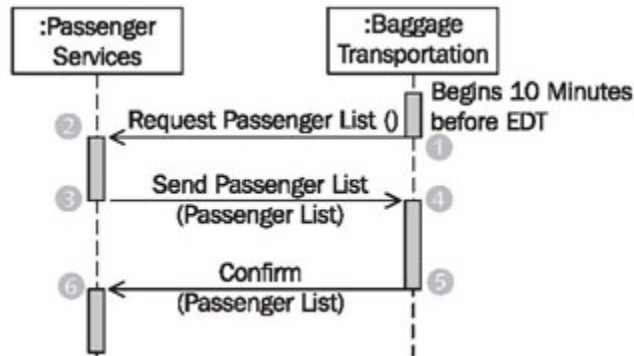 :Passenger
Services
:Baggage
Transportation
Begins 10 Minutes
before EDT
2
Request Passenger List ()
1
3
Send Passenger List
(Passenger List)
4
6
Confirm
(Passenger List)
5